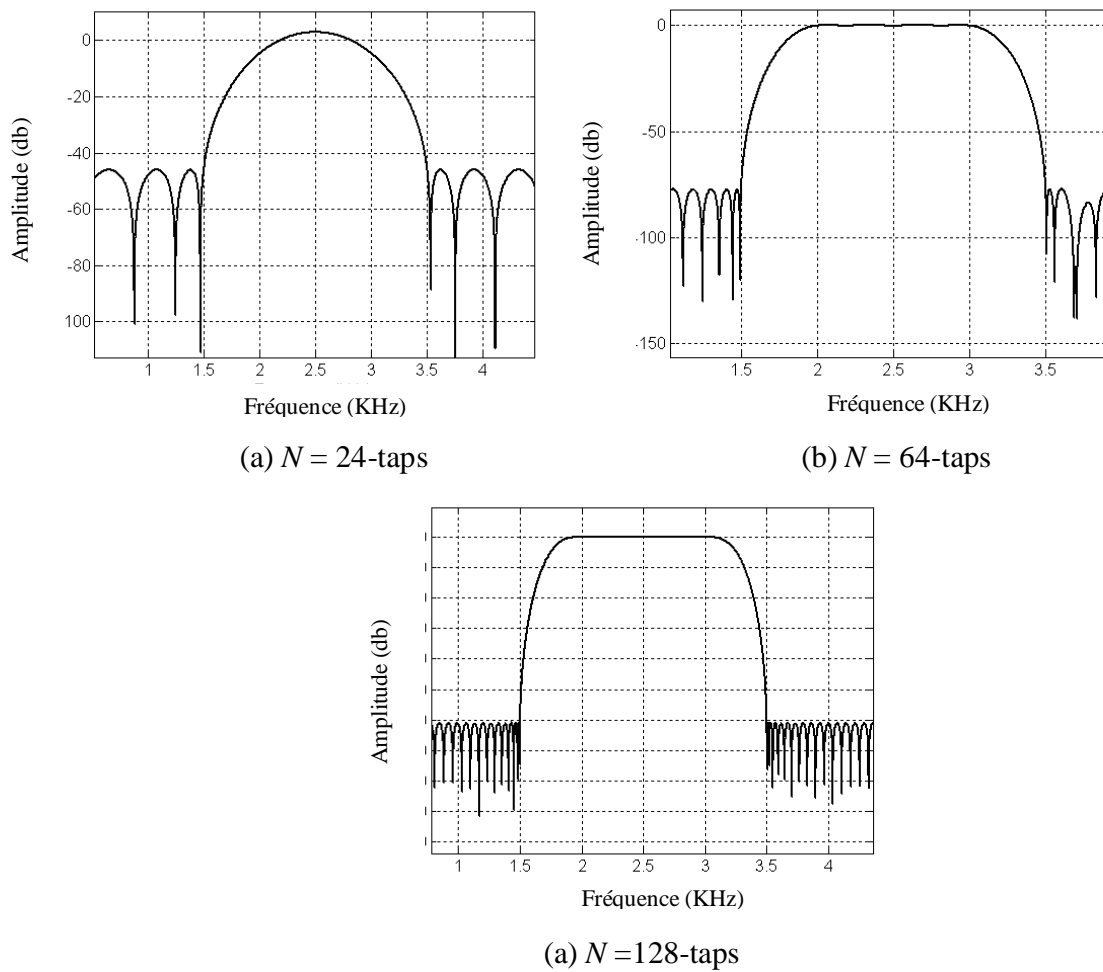 0
-20
-40
-60
-80
100
Amplitude (db)
1 1.5 2 2.5 3 3.5 4
Fréquence (KHz)
(a) N = 24-taps
0
-50
-100
-150
Amplitude (db)
1.5 2 2.5 3 3.5
Fréquence (KHz)
(b) N = 64-taps
Amplitude (db)
1 1.5 2 2.5 3 3.5 4
Fréquence (KHz)
(a) N =128-taps